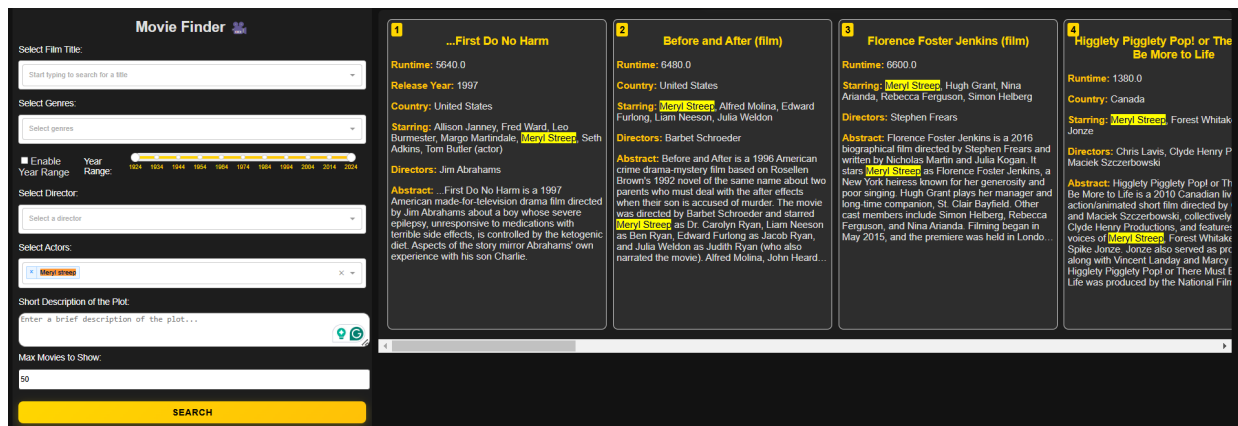 Movie Finder 🎥
Select Film Title:
Start typing to search for a title
Select Genres:
Select genres
Enable
Year Range
Year
Range:
1924 1934 1944 1954 1964 1974 1984 1994 2004 2014 2024
Select Director:
Select a director
Select Actors:
× Meryl streep ×
Short Description of the Plot:
Enter a brief description of the plot...
Max Movies to Show:
50
SEARCH
1
...First Do No Harm
Runtime: 5640.0
Release Year: 1997
Country: United States
Starring: Allison Janney, Fred Ward, Leo
Burmester, Margo Martindale, Meryl Streep, Seth
Adkins, Tom Butler (actor)
Directors: Jim Abrahams
Abstract: ...First Do No Harm is a 1997
American made-for-television drama film directed
by Jim Abrahams about a boy whose severe
epilepsy, unresponsive to medications with
terrible side effects, is controlled by the ketogenic
diet. Aspects of the story mirror Abrahams' own
experience with his son Charlie.
2
Before and After (film)
Runtime: 6480.0
Country: United States
Starring: Meryl Streep, Alfred Molina, Edward
Furlong, Liam Neeson, Julia Weldon
Directors: Barbet Schroeder
Abstract: Before and After is a 1996 American
crime drama-mystery film based on Rosellen
Brown's 1992 novel of the same name about two
parents who must deal with the after effects
when their son is accused of murder. The movie
was directed by Barbet Schroeder and starred
Meryl Streep as Dr. Carolyn Ryan, Liam Neeson
as Ben Ryan, Edward Furlong as Jacob Ryan,
and Julia Weldon as Judith Ryan (who also
narrated the movie). Alfred Molina, John Heard...
3
Florence Foster Jenkins (film)
Runtime: 6600.0
Starring: Meryl Streep, Hugh Grant, Nina
Arianda, Rebecca Ferguson, Simon Helberg
Directors: Stephen Frears
Abstract: Florence Foster Jenkins is a 2016
biographical film directed by Stephen Frears and
written by Nicholas Martin and Julia Kogan. It
stars Meryl Streep as Florence Foster Jenkins, a
New York heiress known for her generosity and
poor singing. Hugh Grant plays her manager and
long-time companion, St. Clair Bayfield. Other
cast members include Simon Helberg, Rebecca
Ferguson, and Nina Arianda. Filming began in
May 2015, and the premiere was held in Londo...
4
Higglety Pigglety Pop! or The
Be More to Life
Runtime: 1380.0
Country: Canada
Starring: Meryl Streep, Forest Whitak
Jonze
Directors: Chris Lavis, Clyde Henry P
Maciek Szczerbowski
Abstract: Higglety Pigglety Pop! or Th
Be More to Life is a 2010 Canadian liv
action/animated short film directed by
and Maciek Szczerbowski, collectively
Clyde Henry Productions, and features
voices of Meryl Streep, Forest Whitake
Spike Jonze. Jonze also served as pro
along with Vincent Landay and Marcy
Higglety Pigglety Pop! or There Must B
Life was produced by the National Film